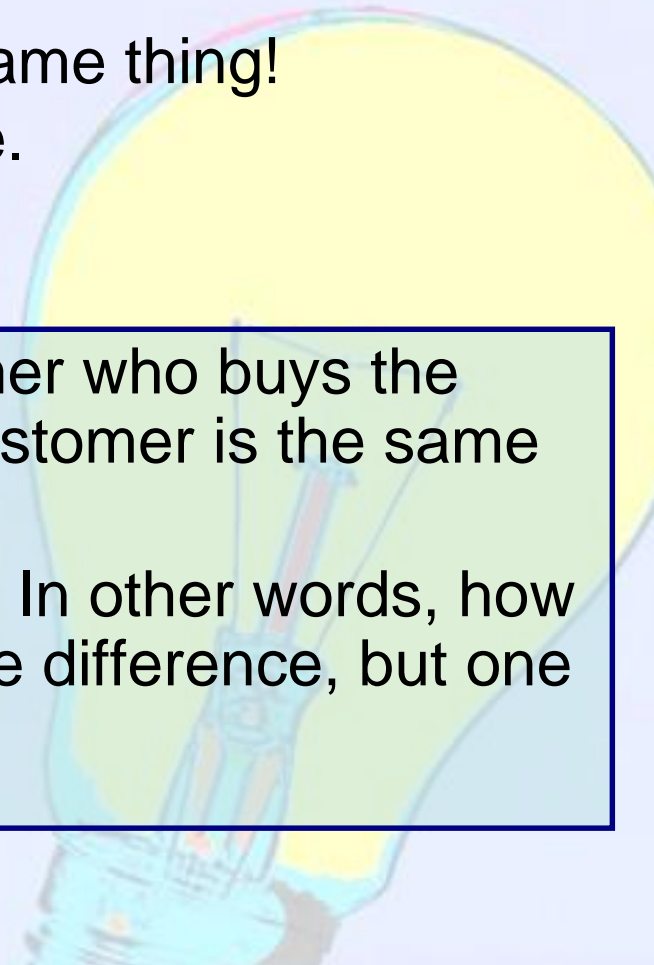 ame thing!
e.
ner who buys the
stomer is the same
In other words, how
e difference, but one